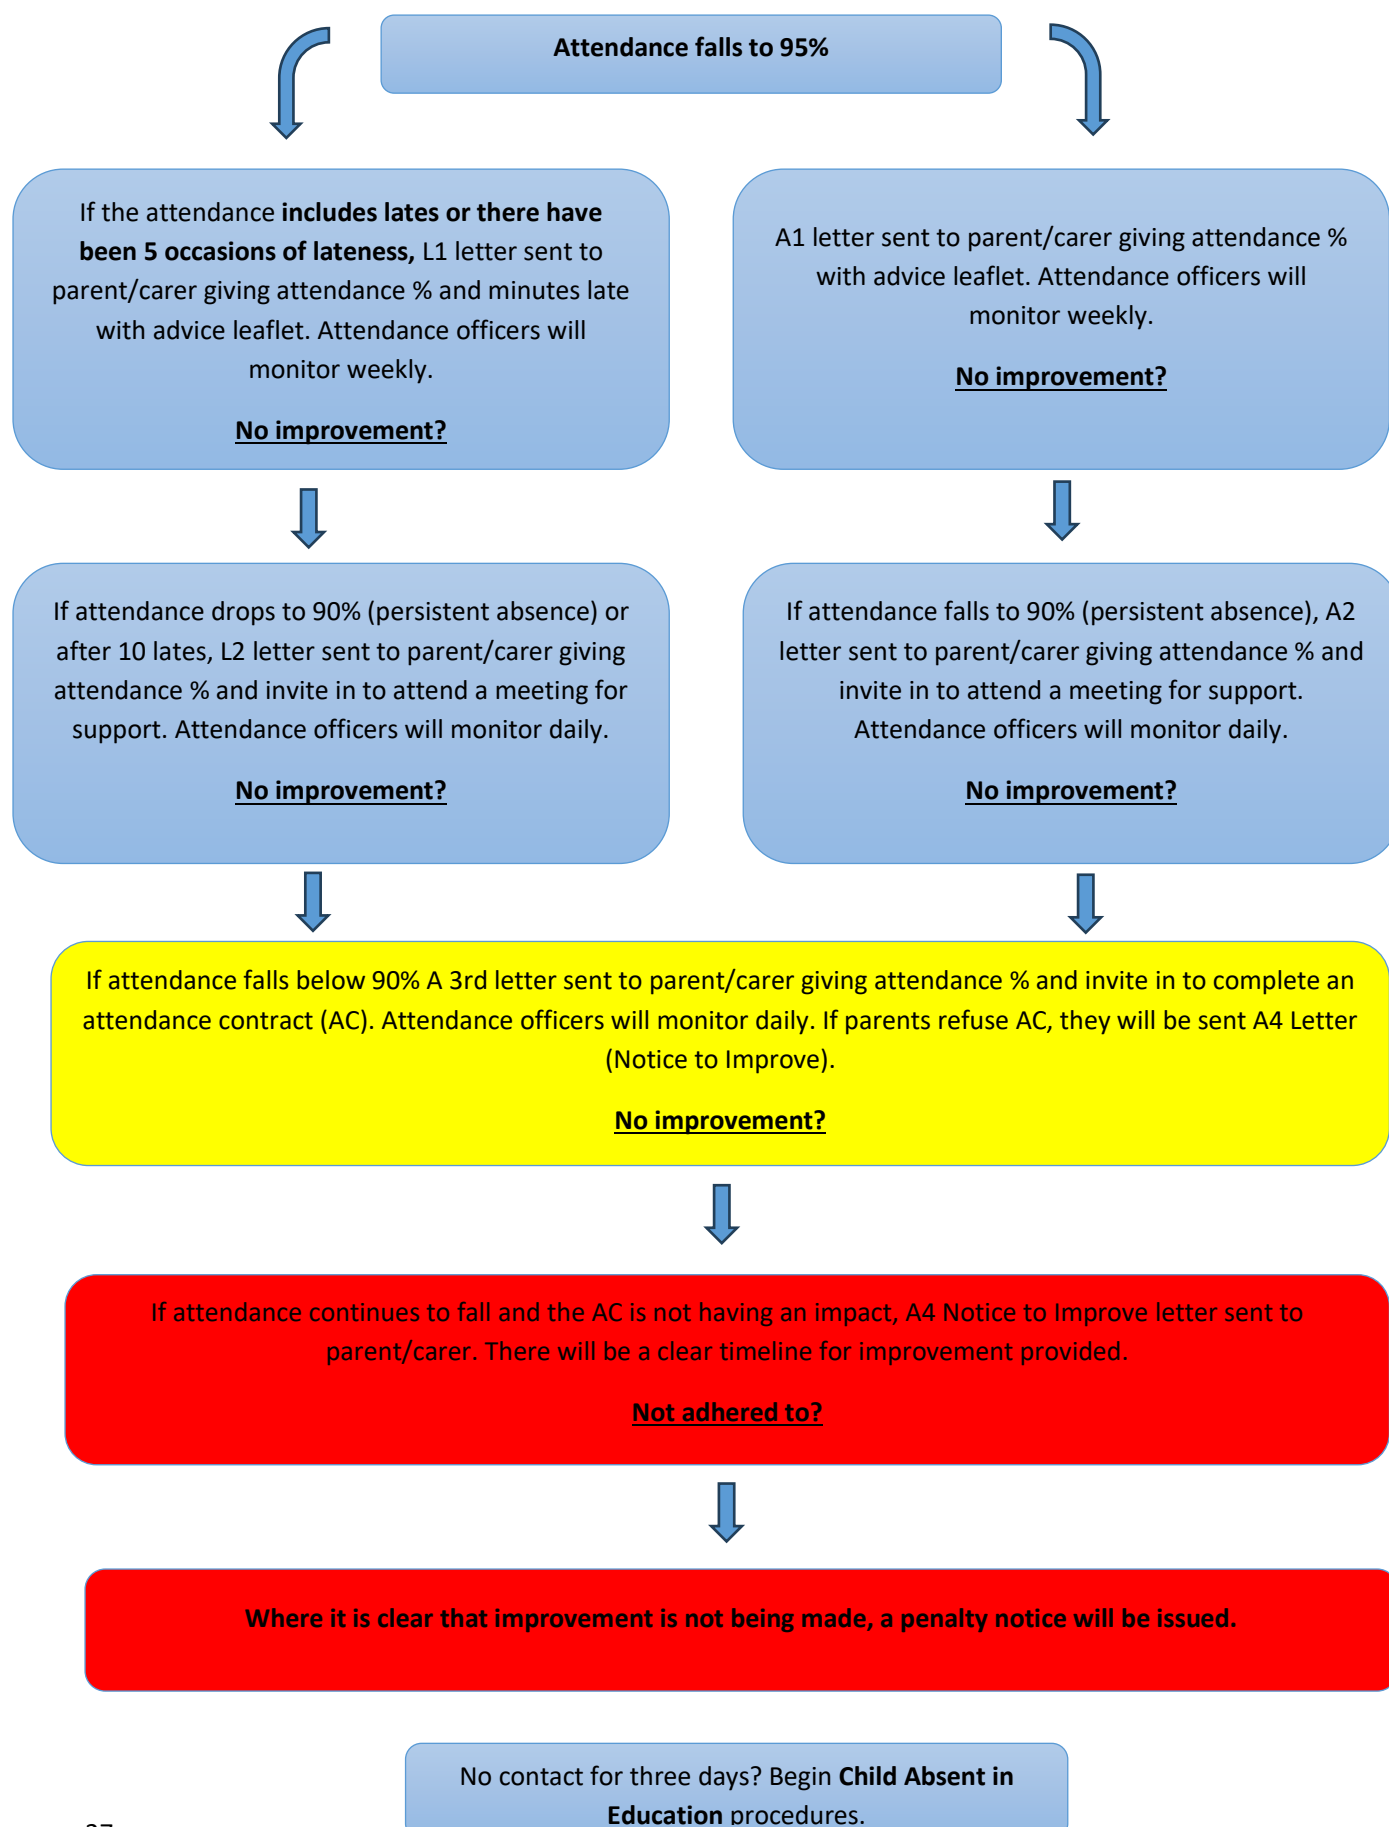 Attendance falls to 95%
If the attendance includes lates or there have
been 5 occasions of lateness, L1 letter sent to
parent/carer giving attendance % and minutes late
with advice leaflet. Attendance officers will
monitor weekly.
No improvement?
A1 letter sent to parent/carer giving attendance %
with advice leaflet. Attendance officers will
monitor weekly.
No improvement?
If attendance drops to 90% (persistent absence) or
after 10 lates, L2 letter sent to parent/carer giving
attendance % and invite in to attend a meeting for
support. Attendance officers will monitor daily.
No improvement?
If attendance falls to 90% (persistent absence), A2
letter sent to parent/carer giving attendance % and
invite in to attend a meeting for support.
Attendance officers will monitor daily.
No improvement?
If attendance falls below 90% A 3rd letter sent to parent/carer giving attendance % and invite in to complete an
attendance contract (AC). Attendance officers will monitor daily. If parents refuse AC, they will be sent A4 Letter
(Notice to Improve).
No improvement?
If attendance continues to fall and the AC is not having an impact, A4 Notice to Improve letter sent to
parent/carer. There will be a clear timeline for improvement provided.
Not adhered to?
Where it is clear that improvement is not being made, a penalty notice will be issued.
No contact for three days? Begin Child Absent in
Education procedures.